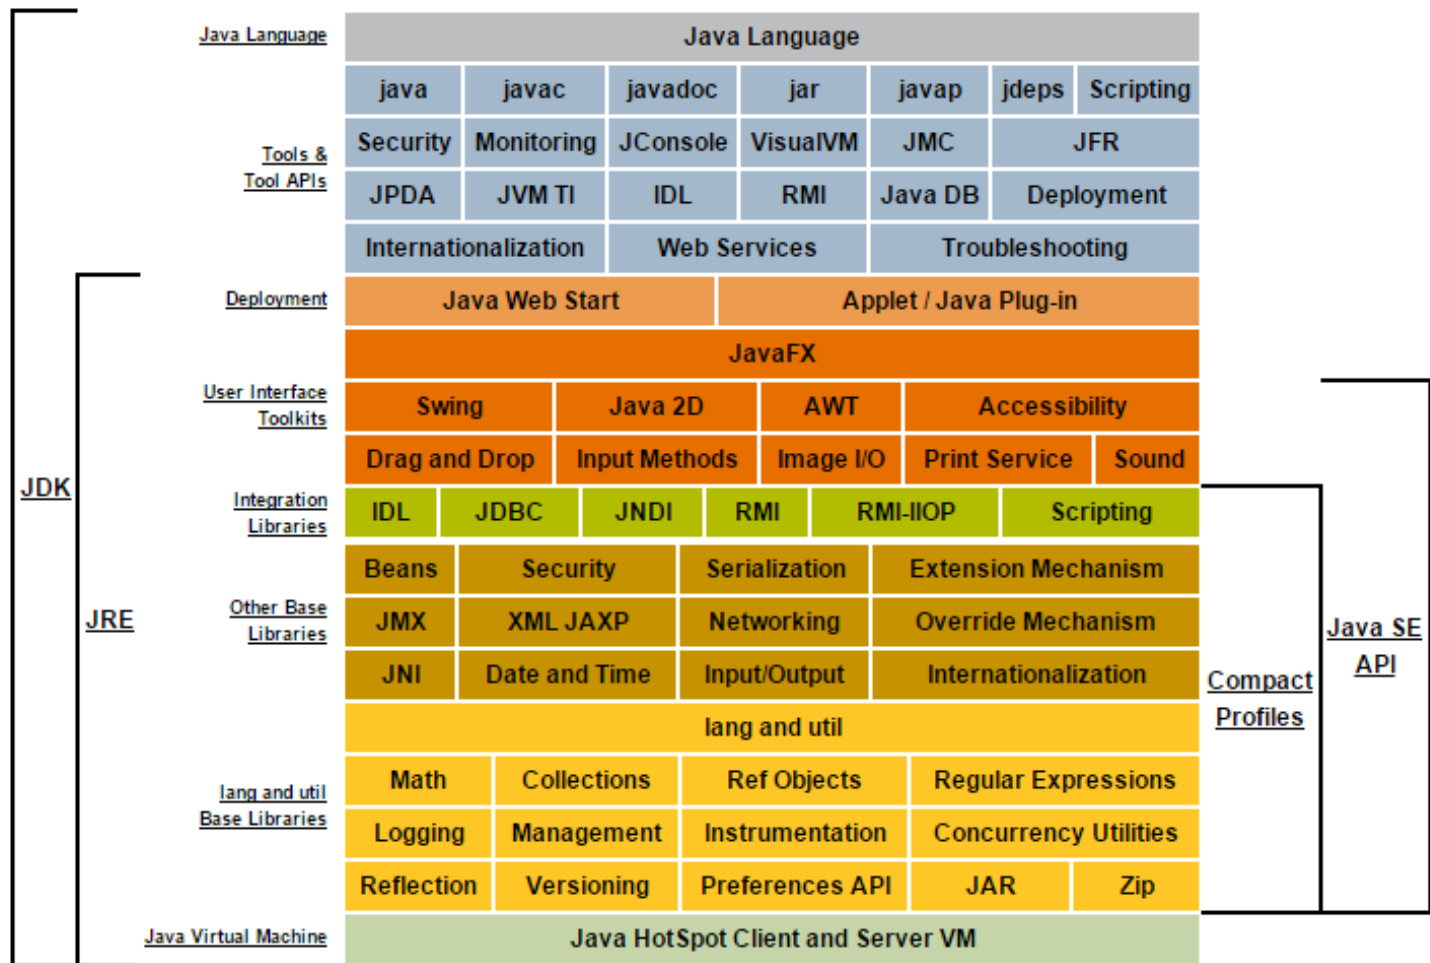 Java Language Java Language
java javac javadoc jar javap jdeps Scripting
Security Monitoring JConsole VisualVM JMC JFR
Tools &
Tool APIs
JPDA JVM TI IDL RMI Java DB Deployment
Internationalization Web Services Troubleshooting
Deployment Java Web Start Applet / Java Plug-in
JavaFX
User Interface
Toolkits
Swing Java 2D AWT Accessibility
Drag and Drop Input Methods Image I/O Print Service Sound
JDK
Integration
Libraries
IDL JDBC JNDI RMI RMI-IIOP Scripting
Beans Security Serialization Extension Mechanism
JRE
Other Base
Libraries
JMX XML JAXP Networking Override Mechanism
Java SE
API
JNI Date and Time Input/Output Internationalization
Compact
Profiles
lang and util
Math Collections Ref Objects Regular Expressions
lang and util
Base Libraries
Logging Management Instrumentation Concurrency Utilities
Reflection Versioning Preferences API JAR Zip
Java Virtual Machine Java HotSpot Client and Server VM